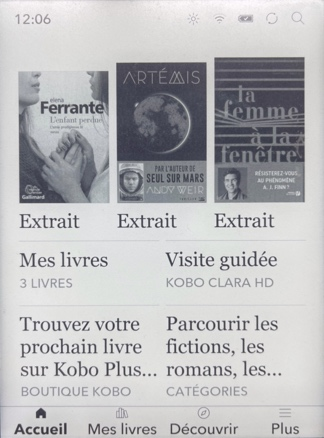 12:06
elena
Ferrante
L'enfant perdue
Gallimard
ARTÉMIS
PAR L'AUTEUR DE
SEUL SUR MARS
ANDY WEIR
la
femme
à la
fenêtre
RÉSISTEREZ-VOUS,
AU PHÉNOMÈNE
A. J. FINN ?
Extrait
Extrait
Extrait
Mes livres
3 LIVRES
Visite guidée
KOBO CLARA HD
Trouvez votre
prochain livre
sur Kobo Plus...
BOUTIQUE KOBO
Parcourir les
fictions, les
romans, les...
CATÉGORIES
Accueil
Mes livres
Découvrir
Plus